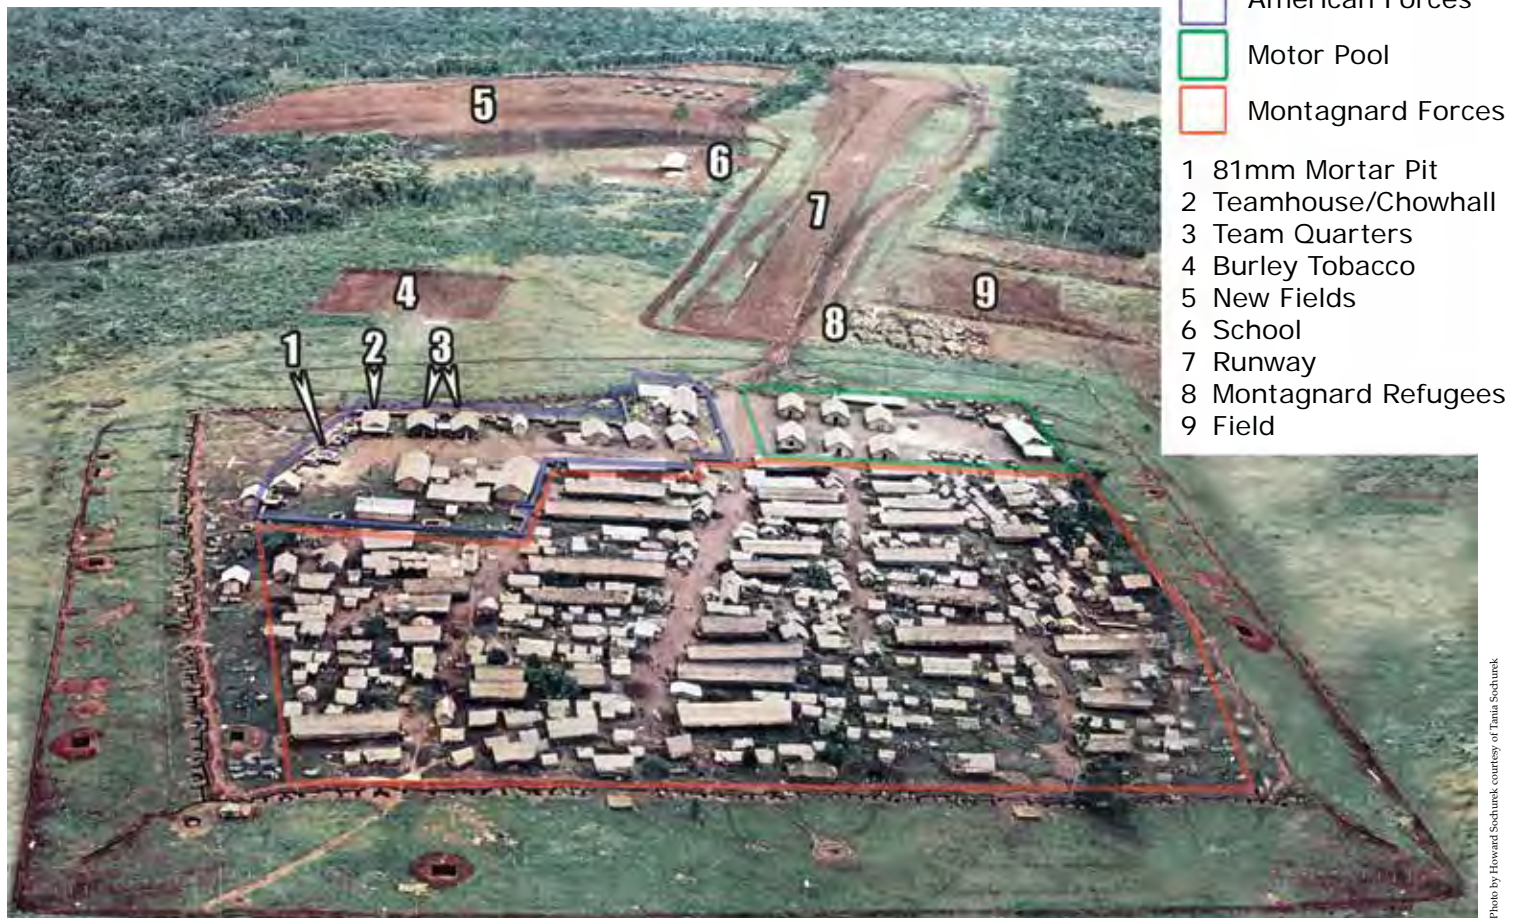 American Forces
Motor Pool
Montagnard Forces
1 81mm Mortar Pit
2 Teamhouse/Chowhall
3 Team Quarters
4 Burley Tobacco
5 New Fields
6 School
7 Runway
8 Montagnard Refugees
9 Field
5
6
7
4
9
8
1
2
3
Photo by Howard Sochurek courtesy of Tania Sochurek